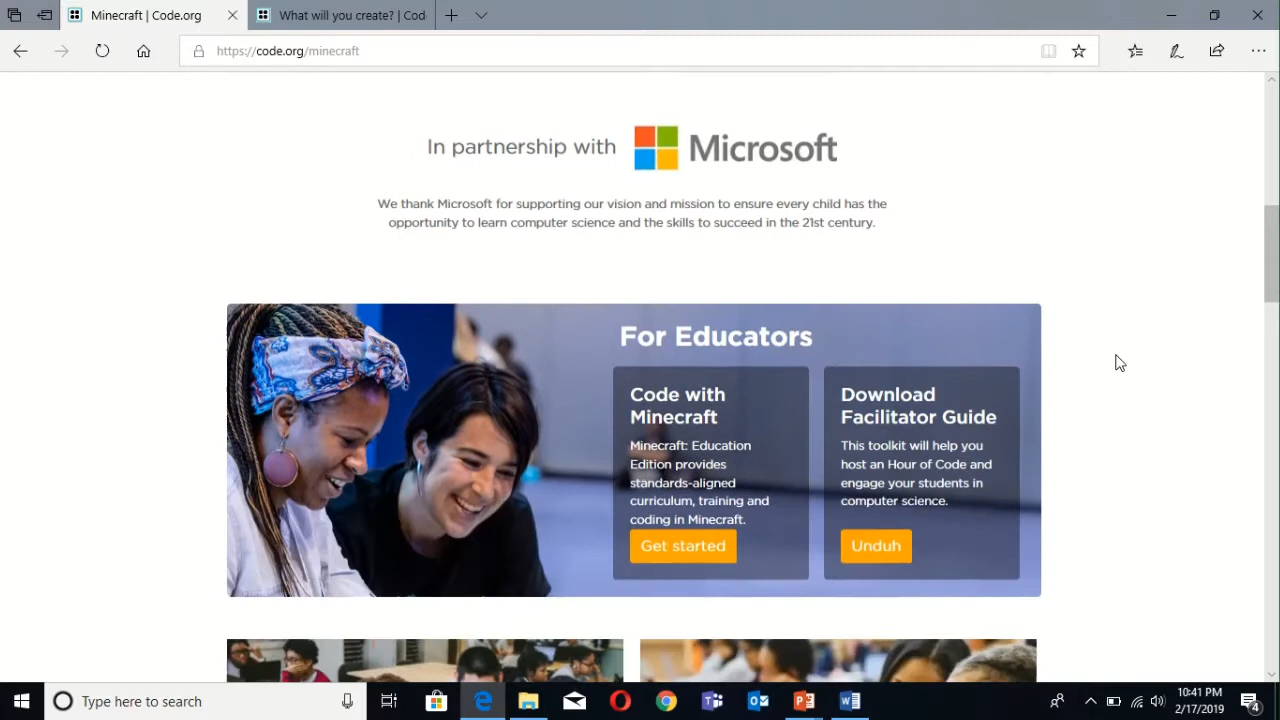 Minecraft | Code.org
What will you create? | Cod
https://code.org/minecraft
In partnership with
Microsoft
We thank Microsoft for supporting our vision and mission to ensure every child has the
opportunity to learn computer science and the skills to succeed in the 21st century.
For Educators
Code with
Minecraft
Minecraft: Education
Edition provides
standards-aligned
curriculum, training and
coding in Minecraft.
Get started
Download
Facilitator Guide
This toolkit will help you
host an Hour of Code and
engage your students in
computer science.
Unduh
Type here to search
10:41 PM
2/17/2019
4